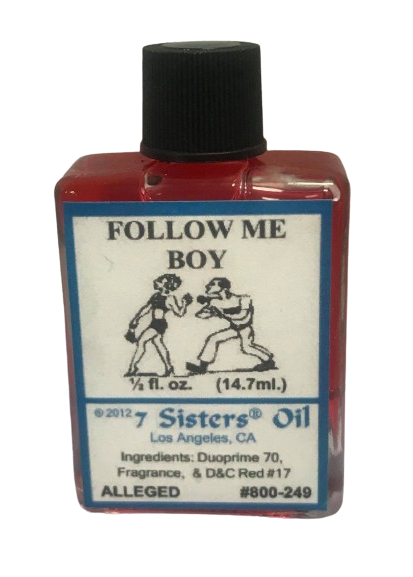 FOLLOW ME
BOY
½ fl. oz. (14.7ml.)
© 2012 7 Sisters® Oil
Los Angeles, CA
Ingredients: Duoprime 70,
Fragrance, & D&C Red #17
ALLEGED #800-249